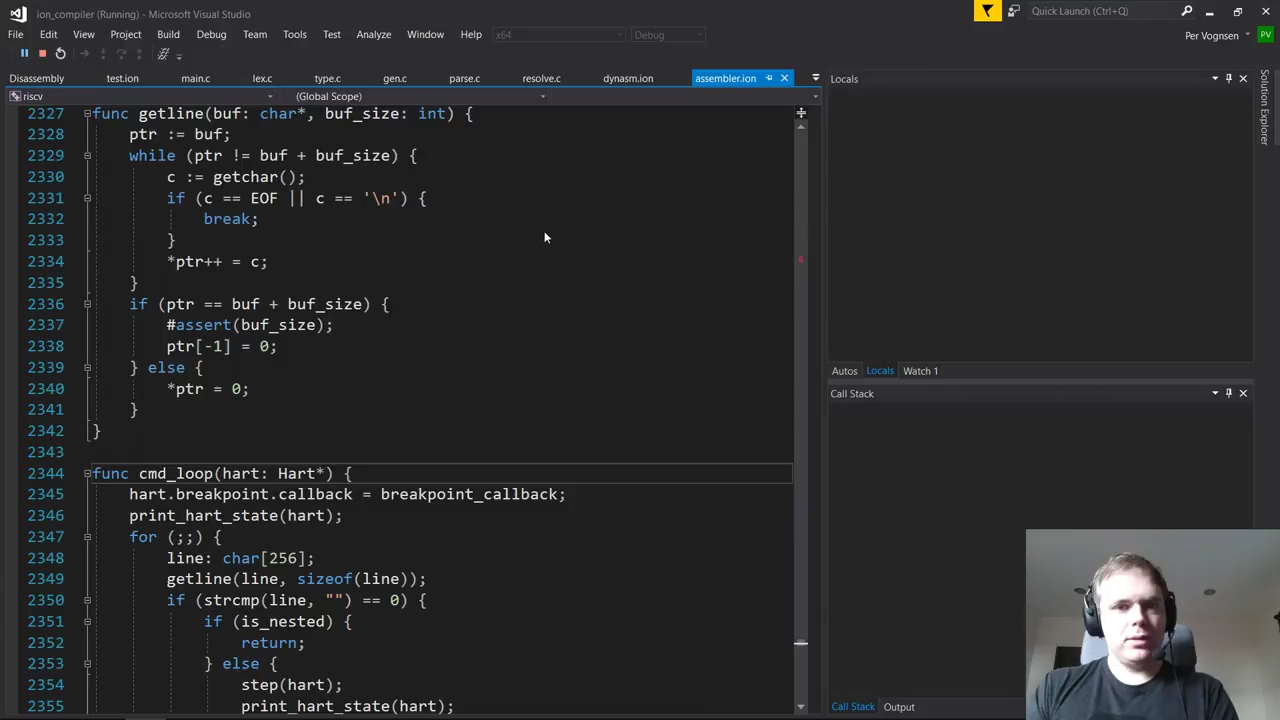 ion_compiler (Running) - Microsoft Visual Studio
Quick Launch (Ctrl+Q)
File Edit View Project Build Debug Team Tools Test Analyze Window Help x64 Debug
Per Vognsen PV
Disassembly test.ion main.c lex.c type.c gen.c parse.c resolve.c dynasm.ion assembler.ion
riscv (Global Scope)
Locals
Solution Explorer
2327 func getline(buf: char*, buf_size: int) {
2328 ptr := buf;
2329 while (ptr != buf + buf_size) {
2330 c := getchar();
2331 if (c == EOF || c == '\n') {
2332 break;
2333 }
2334 *ptr++ = c;
2335 }
2336 if (ptr == buf + buf_size) {
2337 #assert(buf_size);
2338 ptr[-1] = 0;
2339 } else {
2340 *ptr = 0;
2341 }
2342 }
2343
2344 func cmd_loop(hart: Hart*) {
2345 hart.breakpoint.callback = breakpoint_callback;
2346 print_hart_state(hart);
2347 for (;;) {
2348 line: char[256];
2349 getline(line, sizeof(line));
2350 if (strcmp(line, "") == 0) {
2351 if (is_nested) {
2352 return;
2353 } else {
2354 step(hart);
2355 print_hart_state(hart);
Autos Locals Watch 1
Call Stack
Call Stack Output